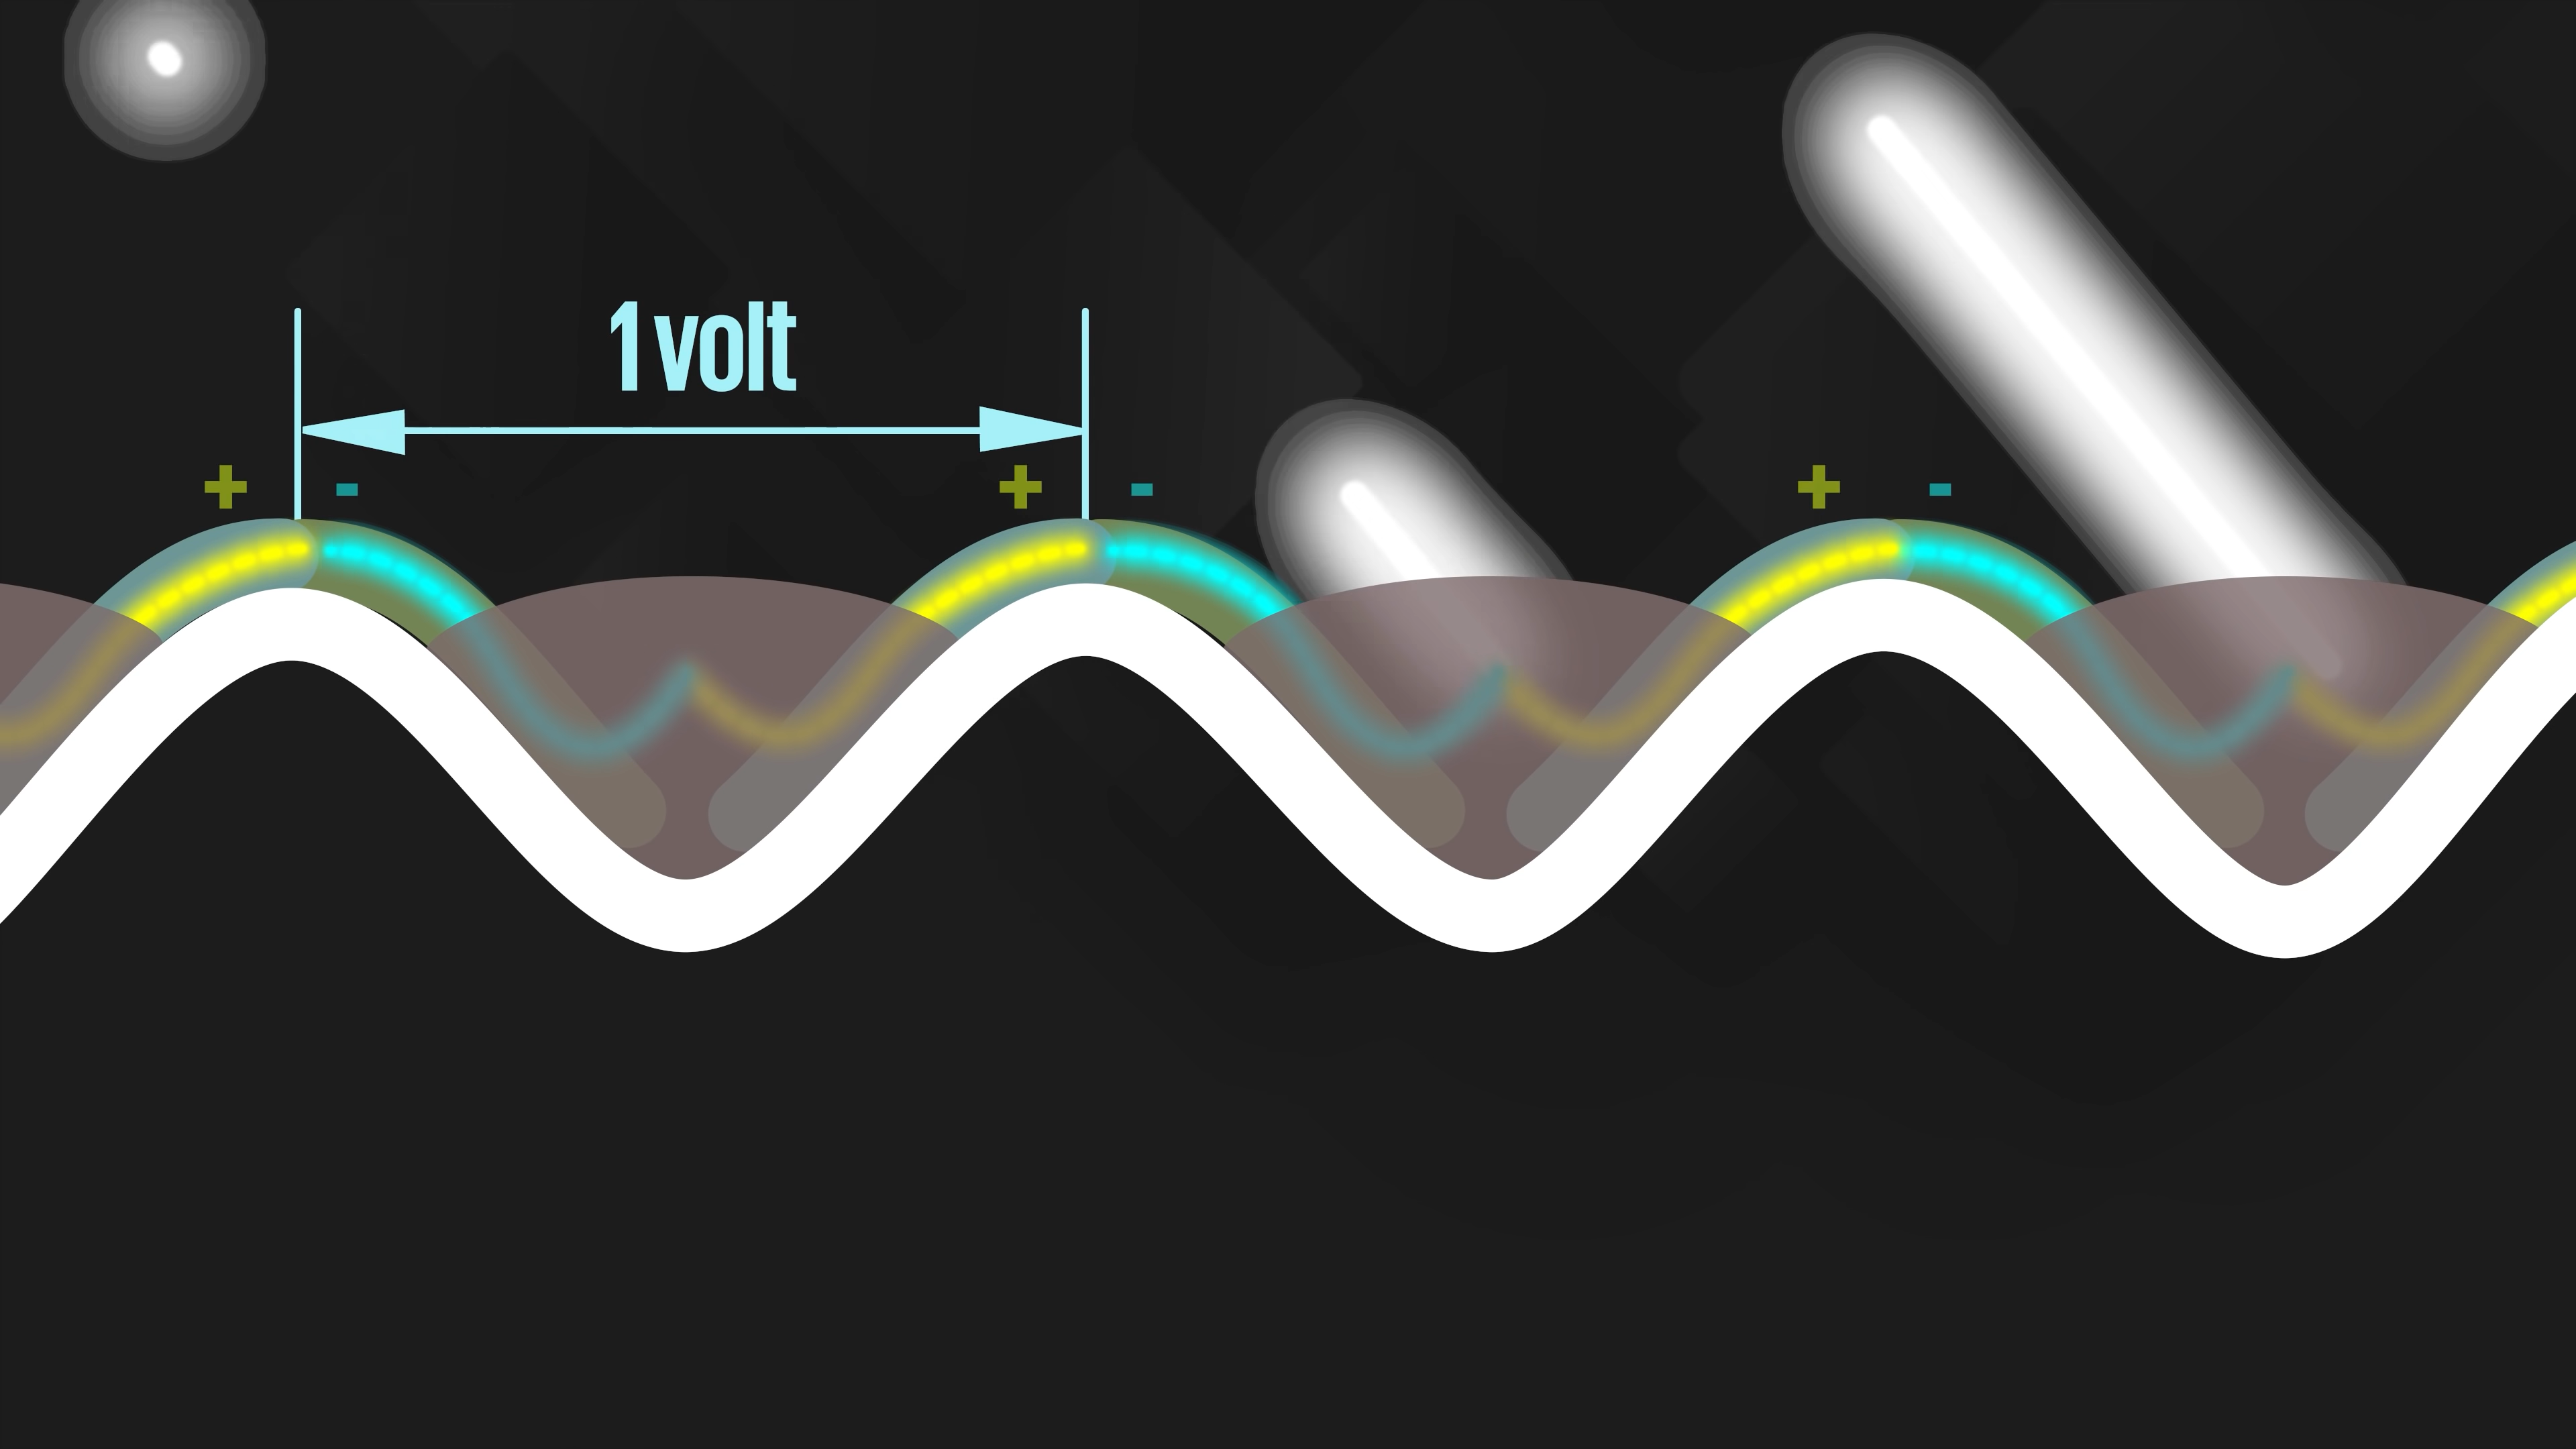 1 volt
+ - + - + -